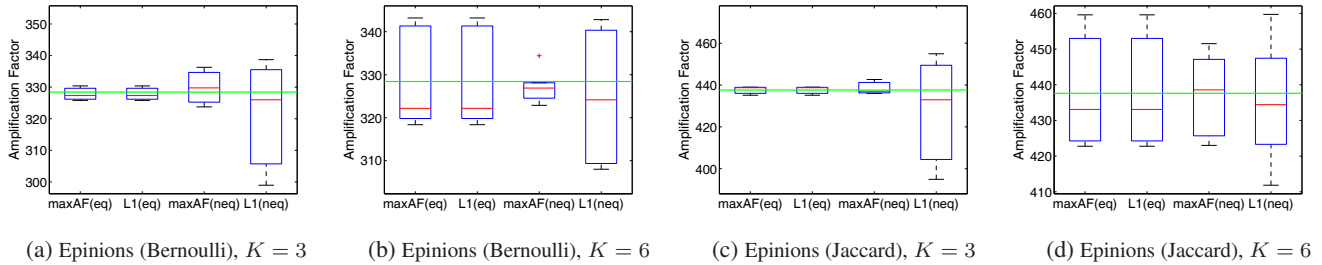 Amplification Factor
350
340
330
320
310
300
maxAF(eq) L1(eq) maxAF(neq) L1(neq)
(a) Epinions (Bernoulli), K = 3
Amplification Factor
340
330
320
310
maxAF(eq) L1(eq) maxAF(neq) L1(neq)
(b) Epinions (Bernoulli), K = 6
Amplification Factor
460
440
420
400
maxAF(eq) L1(eq) maxAF(neq) L1(neq)
(c) Epinions (Jaccard), K = 3
Amplification Factor
460
450
440
430
420
410
maxAF(eq) L1(eq) maxAF(neq) L1(neq)
(d) Epinions (Jaccard), K = 6